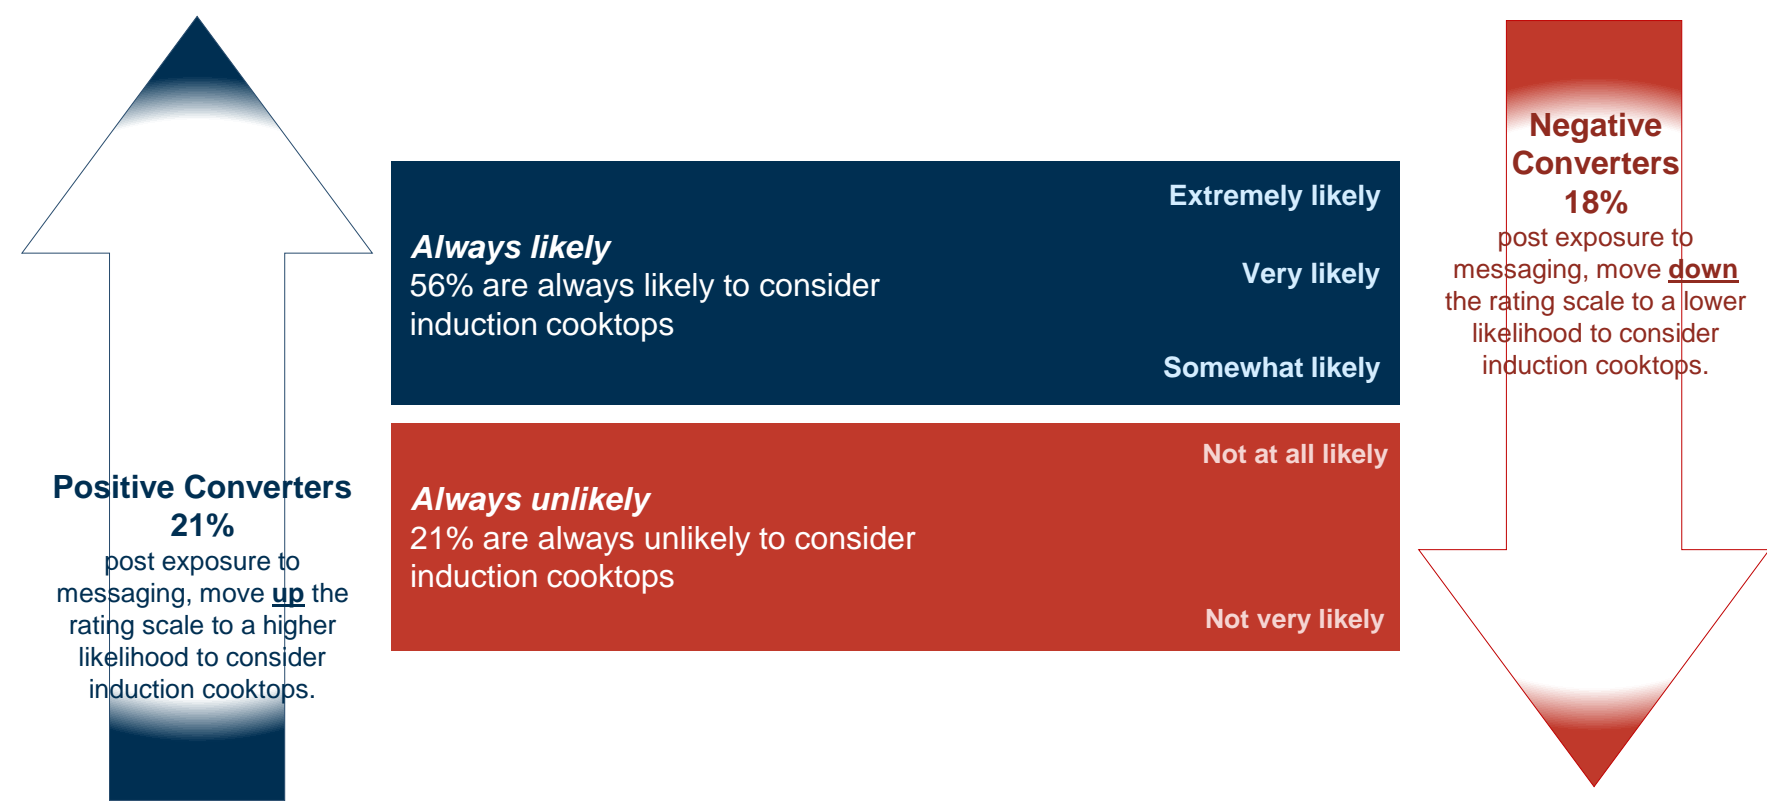 Positive Converters
21%
post exposure to
messaging, move up the
rating scale to a higher
likelihood to consider
induction cooktops.
Always likely
56% are always likely to consider
induction cooktops
Extremely likely
Very likely
Somewhat likely
Always unlikely
21% are always unlikely to consider
induction cooktops
Not at all likely
Not very likely
Negative
Converters
18%
post exposure to
messaging, move down
the rating scale to a lower
likelihood to consider
induction cooktops.